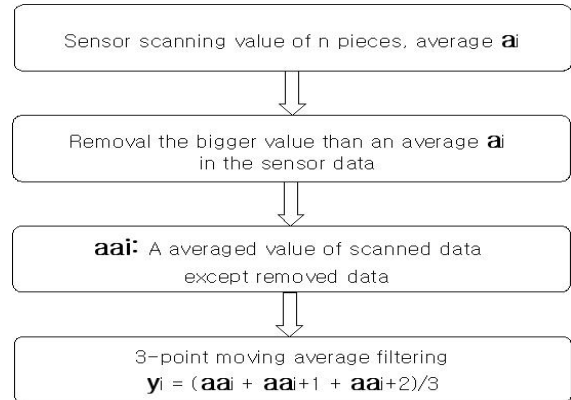 Sensor scanning value of n pieces, average ai
Removal the bigger value than an average ai
in the sensor data
aai: A averaged value of scanned data
except removed data
3-point moving average filtering
yi = (aai + aai+1 + aai+2)/3